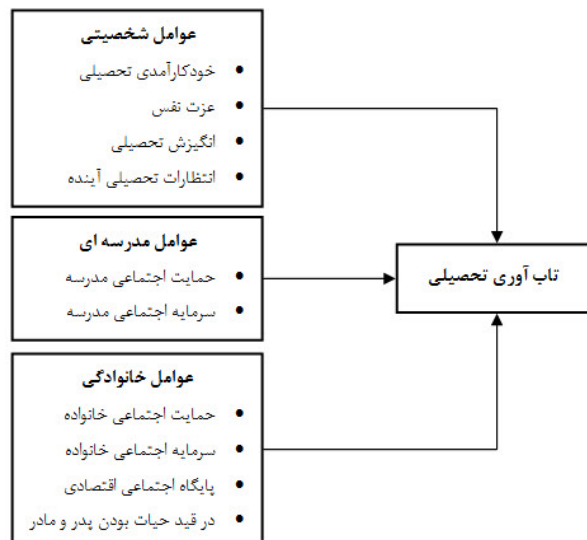 عوامل شخصیتی
خودکارآمدی تحصیلی
عزت نفس
انگیزش تحصیلی
انتظارات تحصیلی آینده
عوامل مدرسه ای
حمایت اجتماعی مدرسه
سرمایه اجتماعی مدرسه
تاب آوری تحصیلی
عوامل خانوادگی
حمایت اجتماعی خانواده
سرمایه اجتماعی خانواده
پایگاه اجتماعی اقتصادی
در قید حیات بودن پدر و مادر